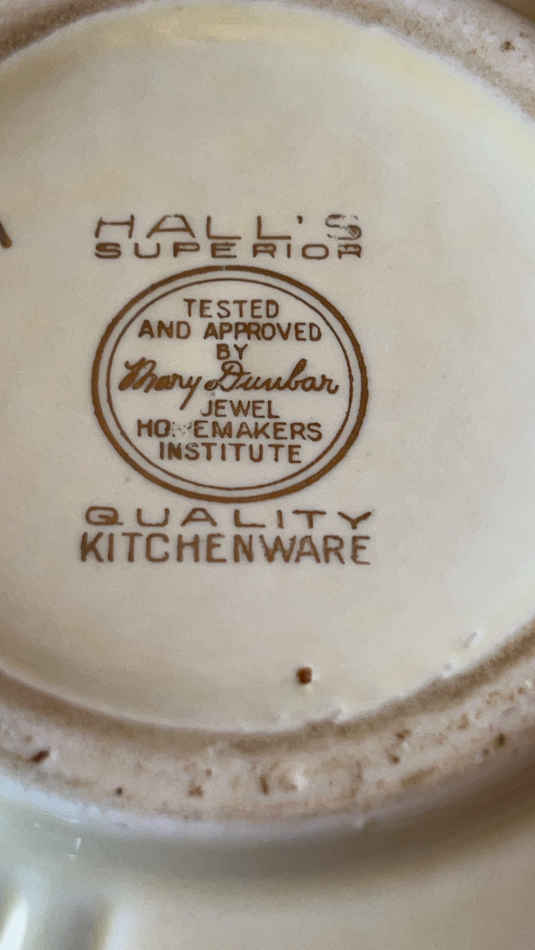 HALL'S
SUPERIOR
TESTED
AND APPROVED
BY
Mary Dunbar
JEWEL
HOMEMAKERS
INSTITUTE
QUALITY
KITCHENWARE